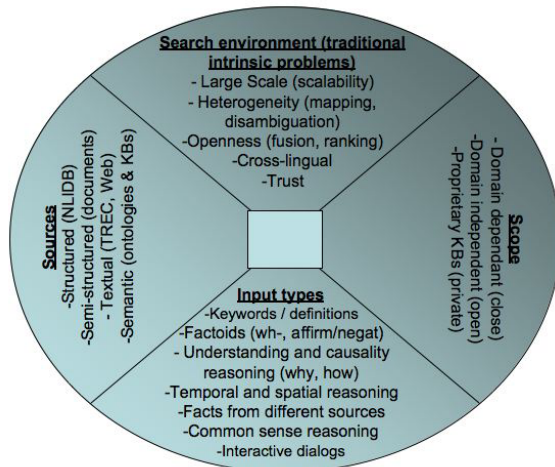 Search environment (traditional
intrinsic problems)
- Large Scale (scalability)
- Heterogeneity (mapping,
disambiguation)
-Openness (fusion, ranking)
-Cross-lingual
-Trust
Sources
-Structured (NLIDB)
-Semi-structured (documents)
- Textual (TREC, Web)
-Semantic (ontologies & KBs)
Scope
- Domain dependant (close)
-Domain independent (open)
-Proprietary KBs (private)
Input types
-Keywords / definitions
-Factoids (wh-, affirm/negat)
- Understanding and causality
reasoning (why, how)
-Temporal and spatial reasoning
-Facts from different sources
-Common sense reasoning
-Interactive dialogs